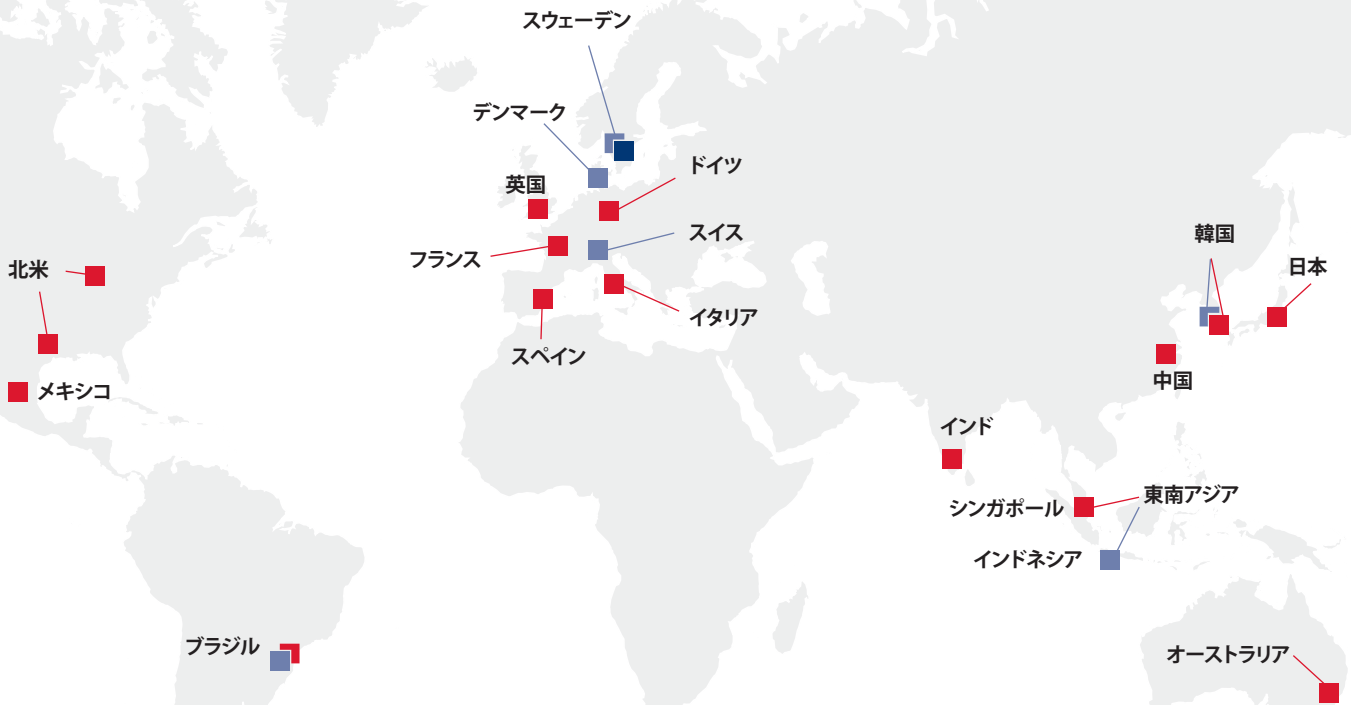 スウェーデン
デンマーク
ドイツ
英国
スイス
フランス
韓国
北米
日本
イタリア
スペイン
中国
メキシコ
インド
東南アジア
シンガポール
インドネシア
ブラジル
オーストラリア